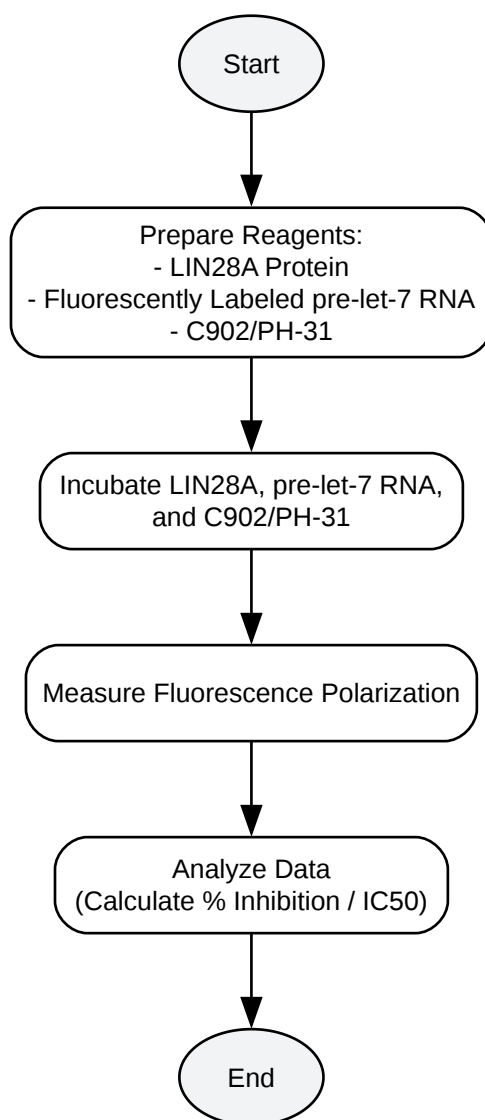 Start
Prepare Reagents:
- LIN28A Protein
- Fluorescently Labeled pre-let-7 RNA
- C902/PH-31
Incubate LIN28A, pre-let-7 RNA,
and C902/PH-31
Measure Fluorescence Polarization
Analyze Data
(Calculate % Inhibition / IC50)
End